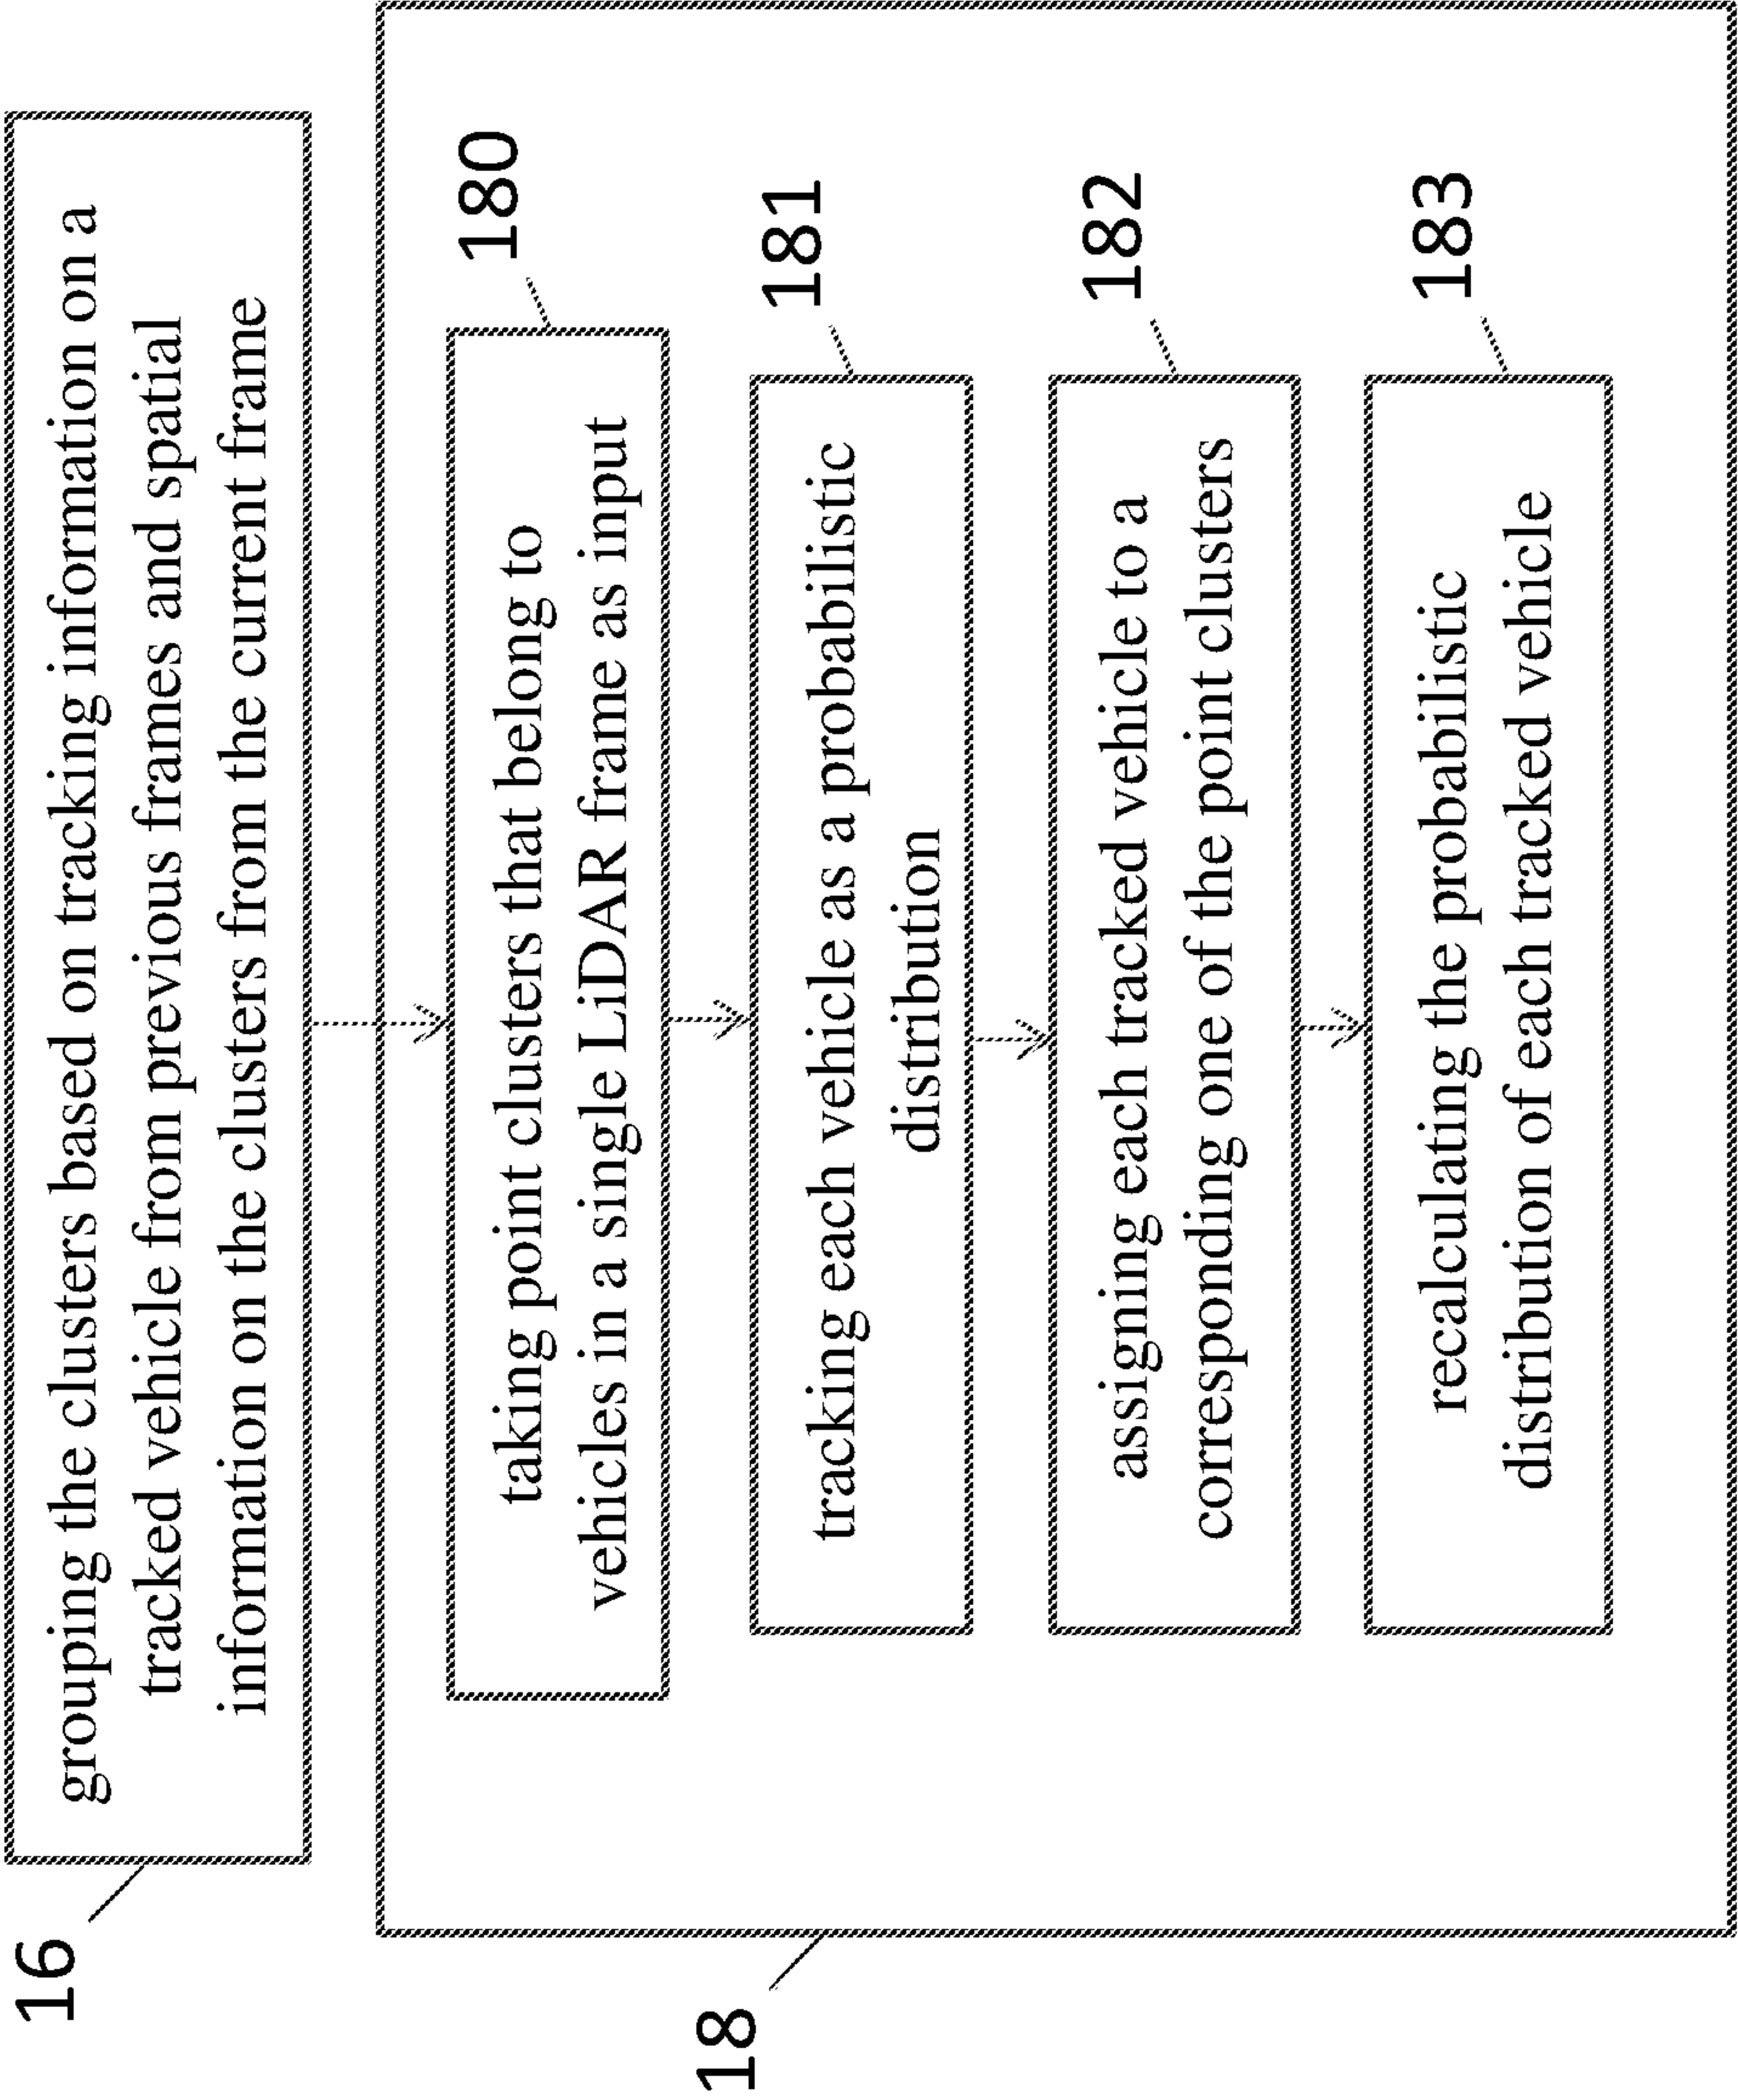 16
grouping the clusters based on tracking information on a
tracked vehicle from previous frames and spatial
information on the clusters from the current frame
18
180
taking point clusters that belong to
vehicles in a single LiDAR frame as input
181
tracking each vehicle as a probabilistic
distribution
182
assigning each tracked vehicle to a
corresponding one of the point clusters
183
recalculating the probabilistic
distribution of each tracked vehicle